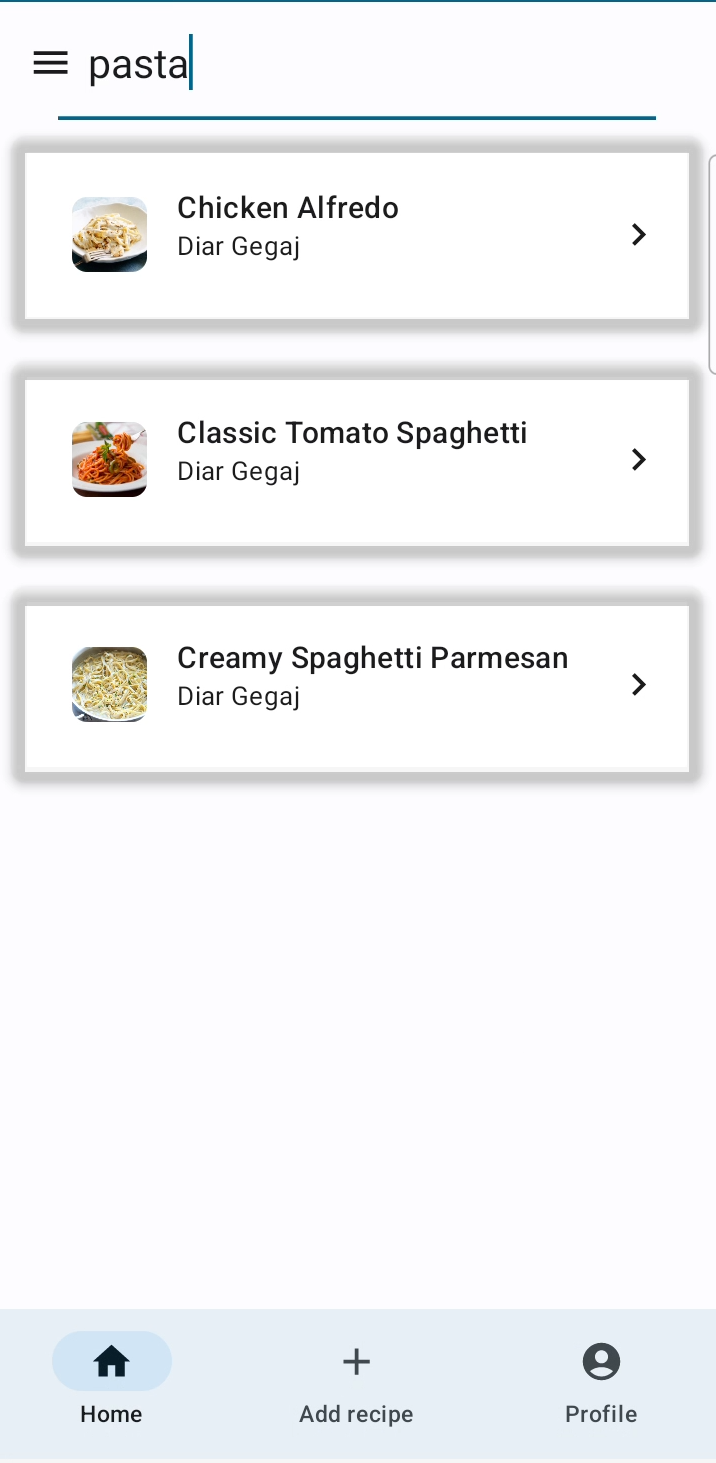 pasta
Chicken Alfredo
Diar Gegaj
Classic Tomato Spaghetti
Diar Gegaj
Creamy Spaghetti Parmesan
Diar Gegaj
Home
Add recipe
Profile